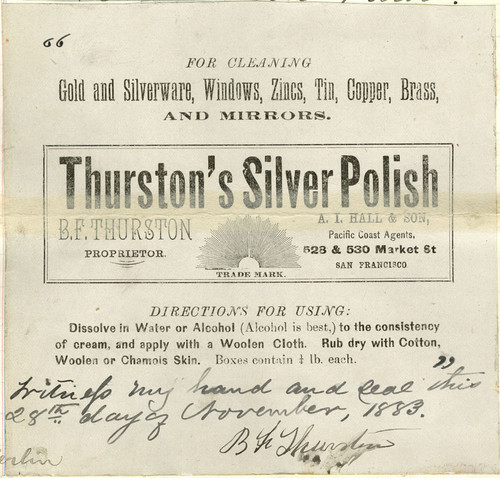 “
FOR CLEANING
Gold and Silverware, Windows, Zincs, Tin, Copper, Brass,
AND MIRRORS.
Thurston's Silver Polish
B.F. THURSTON
PROPRIETOR.
TRADE MARK.
A. I. HALL & SON,
Pacific Coast Agents,
528 & 530 Market St
SAN FRANCISCO.
DIRECTIONS FOR USING:
Dissolve in Water or Alcohol (Alcohol is best,) to the consistency
of cream, and apply with a Woolen Cloth. Rub dry with Cotton,
Woolen or Chamois Skin. Boxes contain ¼ lb. each.
”
Witness my hand and seal this
28th day of November, 1883.
B F Thurston